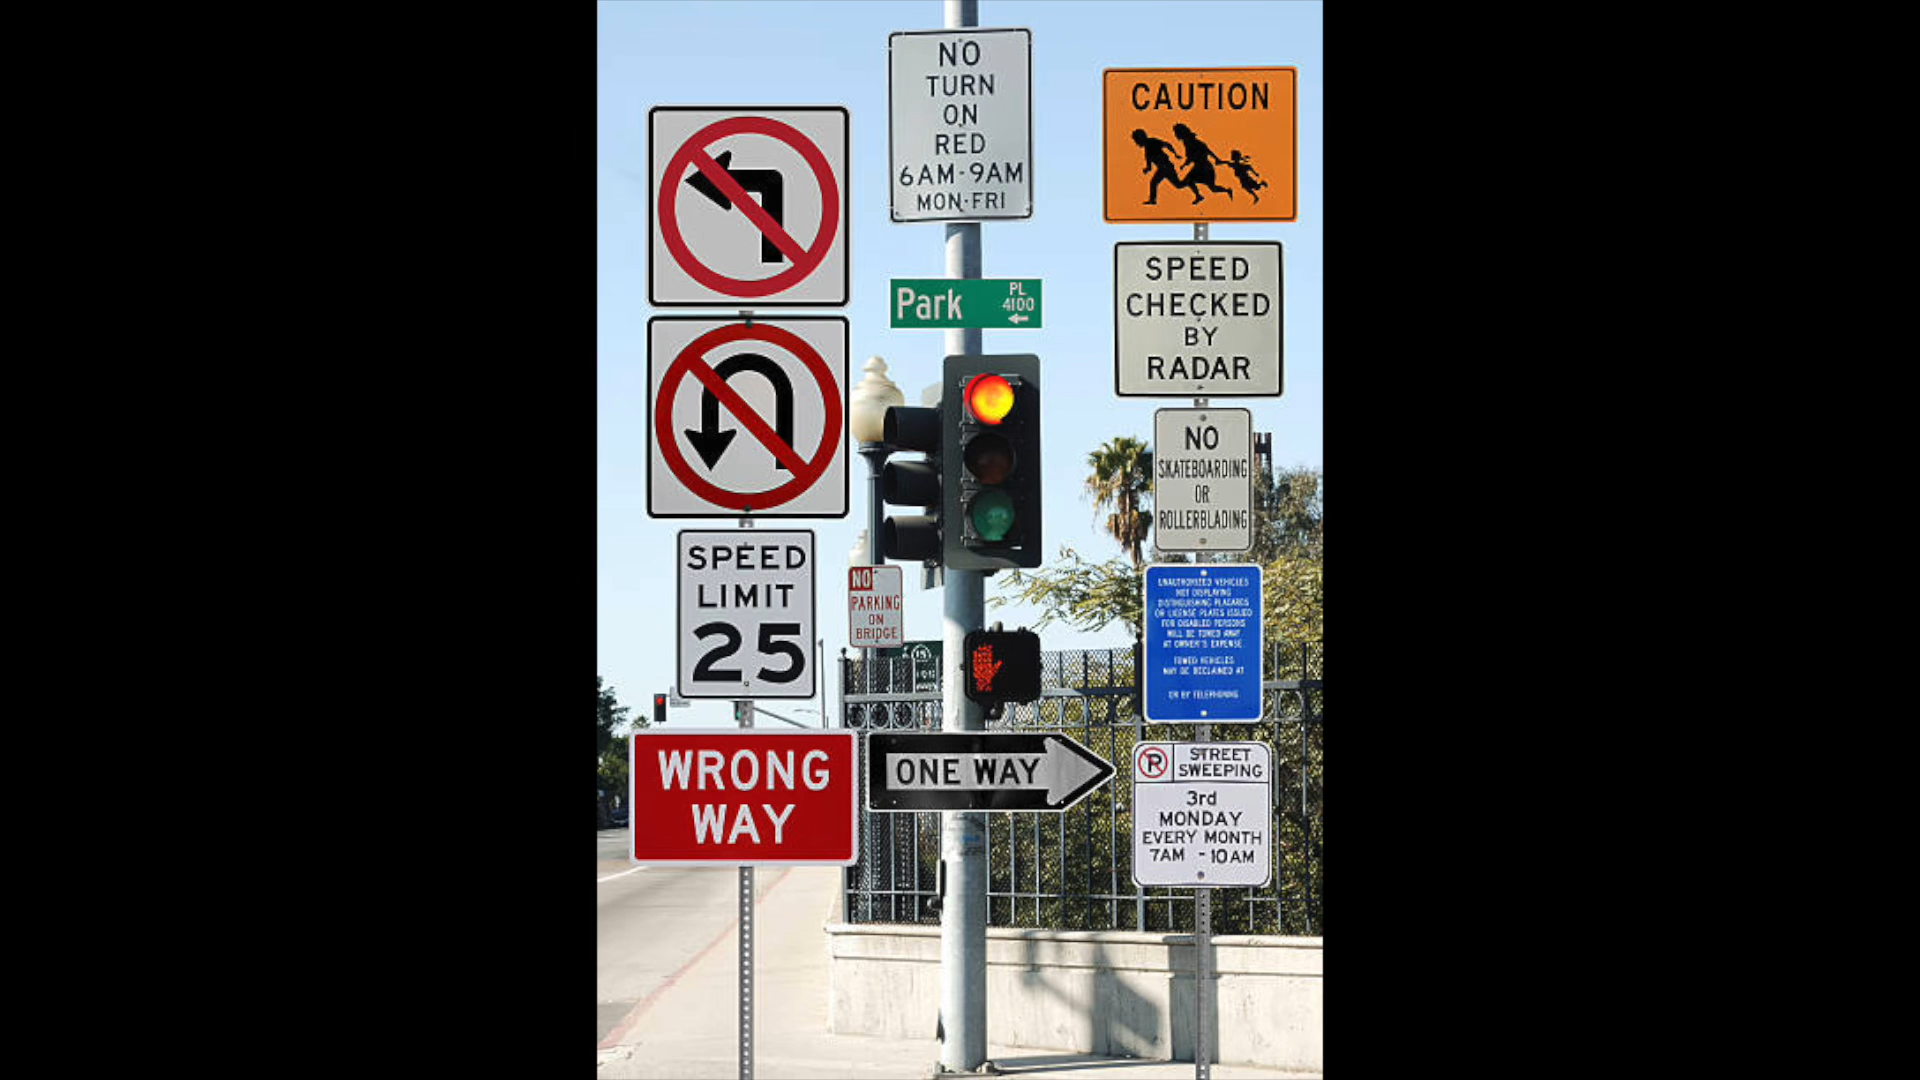 NO
TURN
ON
RED
6AM-9AM
MON-FRI
Park PL
4100
SPEED
LIMIT
25
WRONG
WAY
NO
PARKING
ON
BRIDGE
ONE WAY
CAUTION
SPEED
CHECKED
BY
RADAR
NO
SKATEBOARDING
OR
ROLLERBLADING
UNAUTHORIZED VEHICLES
NOT DISPLAYING
DISTINGUISHING PLACARDS
OR LICENSE PLATES ISSUED
FOR DISABLED PERSONS
WILL BE TOWED AWAY
AT OWNER'S EXPENSE
TOWED VEHICLES
MAY BE RECLAIMED AT
OR BY TELEPHONING
P STREET
SWEEPING
3rd
MONDAY
EVERY MONTH
7AM - 10AM